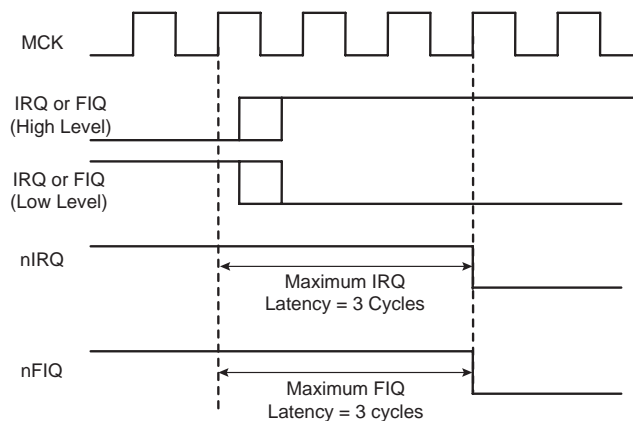 MCK
IRQ or FIQ
(High Level)
IRQ or FIQ
(Low Level)
nIRQ
Maximum IRQ
Latency = 3 Cycles
nFIQ
Maximum FIQ
Latency = 3 cycles